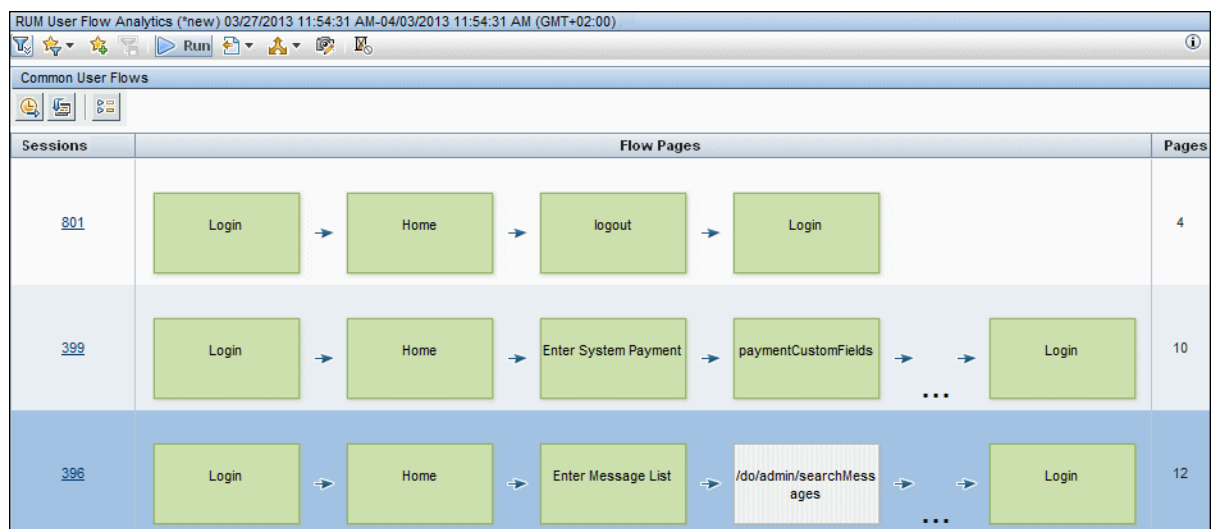 RUM User Flow Analytics (*new) 03/27/2013 11:54:31 AM-04/03/2013 11:54:31 AM (GMT+02:00)
Run
Common User Flows
Sessions Flow Pages Pages
801 Login Home logout Login 4
399 Login Home Enter System Payment paymentCustomFields ... Login 10
396 Login Home Enter Message List /do/admin/searchMess
ages ... Login 12